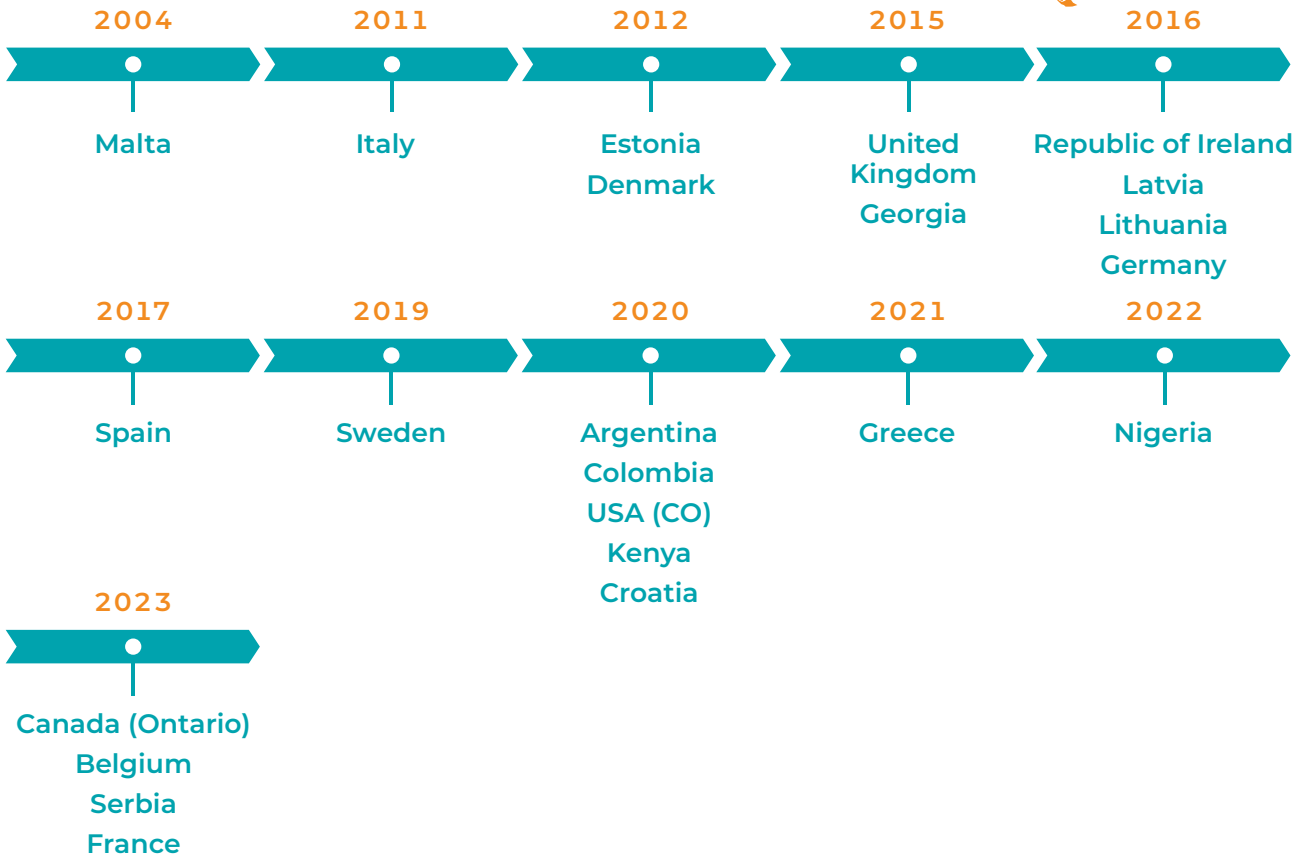 2004
Malta
2011
Italy
2012
Estonia
Denmark
2015
United
Kingdom
Georgia
2016
Republic of Ireland
Latvia
Lithuania
Germany
2017
Spain
2019
Sweden
2020
Argentina
Colombia
USA (CO)
Kenya
Croatia
2021
Greece
2022
Nigeria
2023
Canada (Ontario)
Belgium
Serbia
France